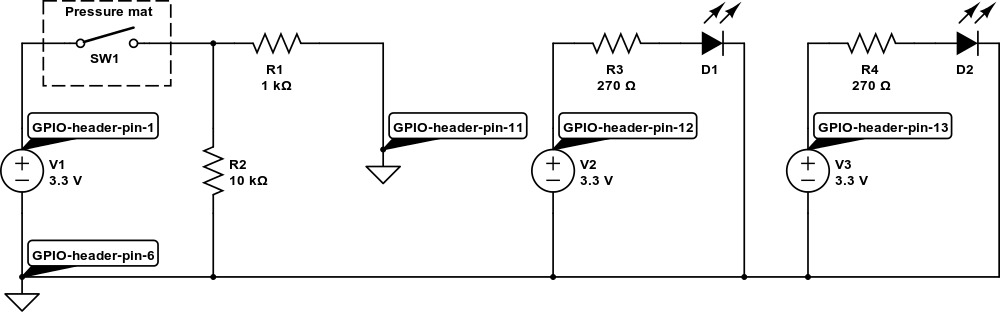 Pressure mat
SW1
R1
1 kΩ
R3
270 Ω
D1
R4
270 Ω
D2
GPIO-header-pin-1
GPIO-header-pin-11
GPIO-header-pin-12
GPIO-header-pin-13
V1
3.3 V
R2
10 kΩ
V2
3.3 V
V3
3.3 V
GPIO-header-pin-6